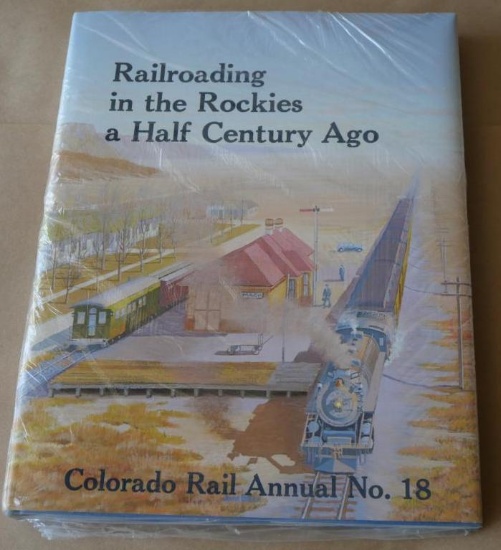 Railroading
in the Rockies
a Half Century Ago
Colorado Rail Annual No. 18